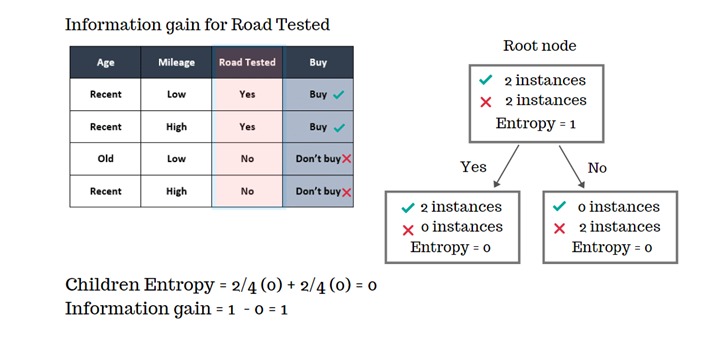 Information gain for Road Tested
Age Mileage Road Tested Buy
Recent Low Yes Buy ✓
Recent High Yes Buy ✓
Old Low No Don't buy ✗
Recent High No Don't buy ✗
Root node
✓ 2 instances
✗ 2 instances
Entropy = 1
Yes No
✓ 2 instances
✗ 0 instances
Entropy = 0
✓ 0 instances
✗ 2 instances
Entropy = 0
Children Entropy = 2/4 (0) + 2/4 (0) = 0
Information gain = 1 - 0 = 1